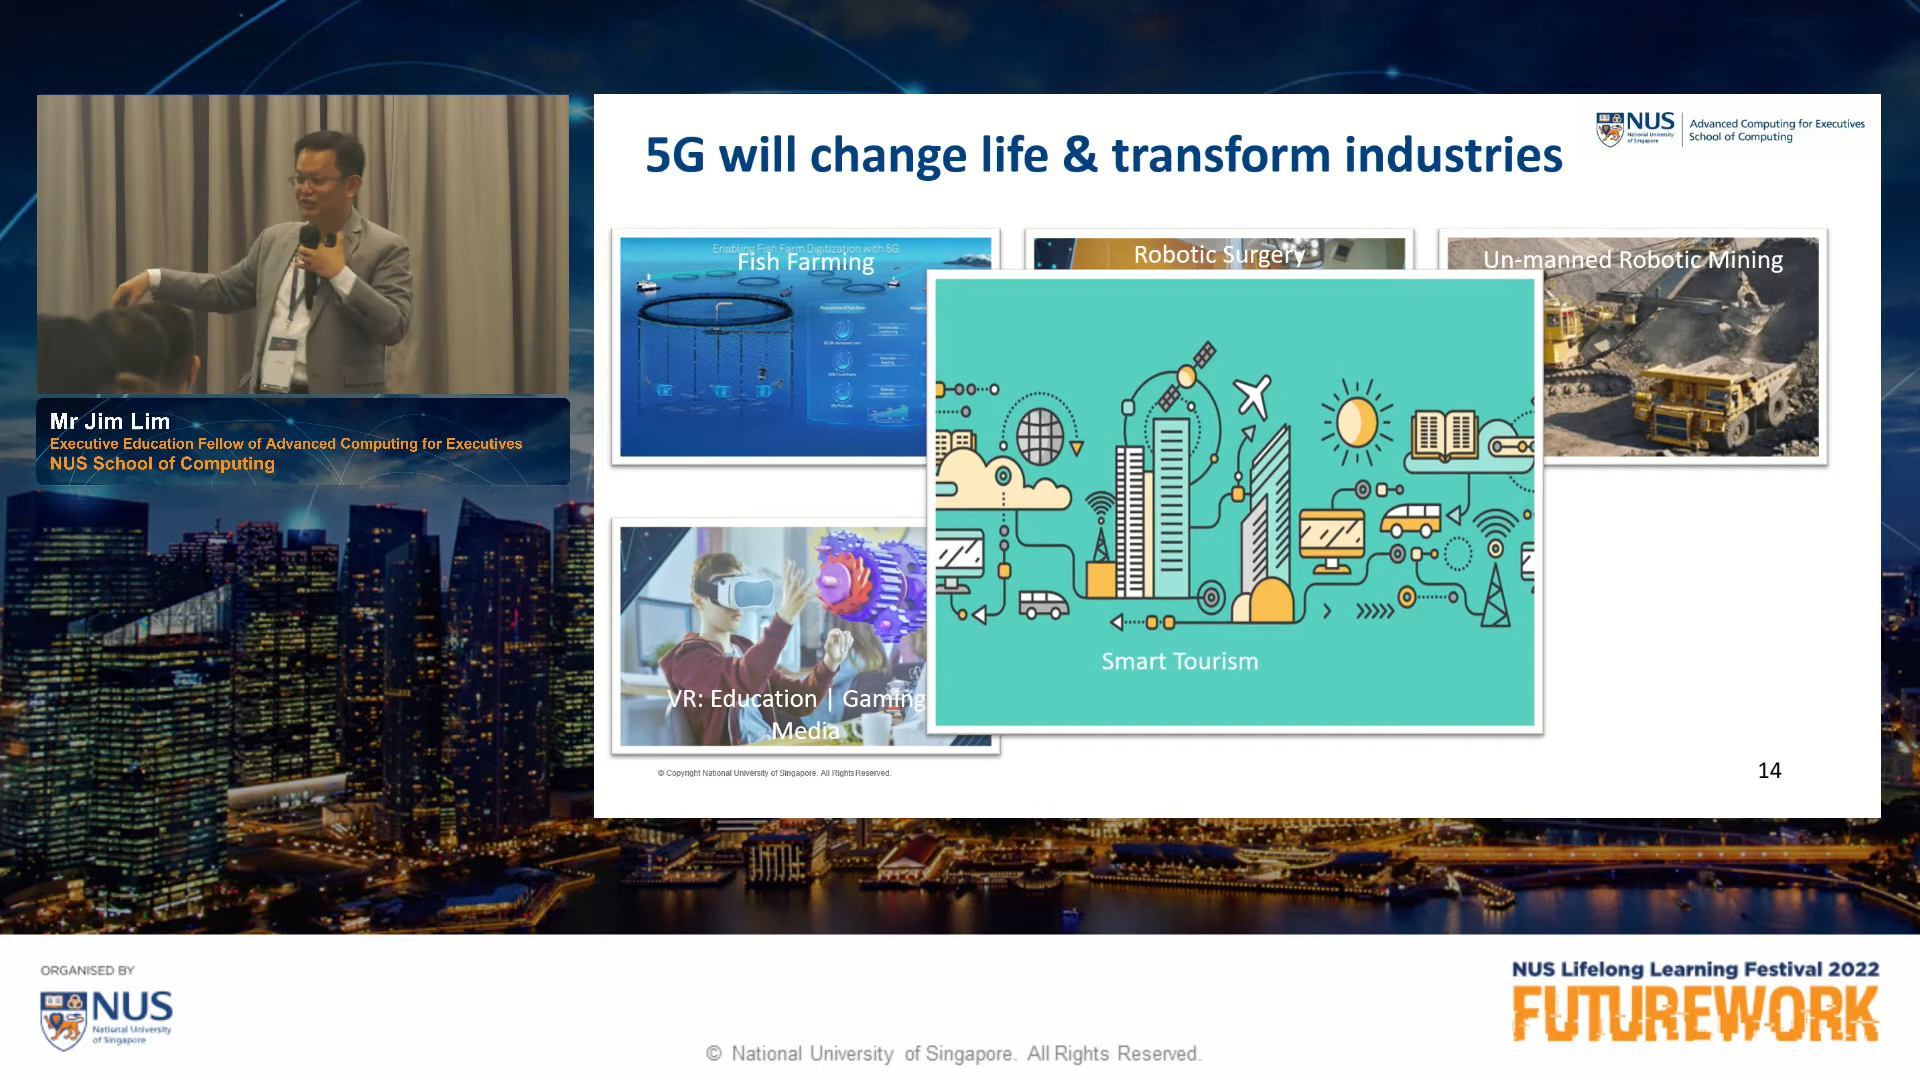 5G will change life & transform industries
NUS
National University
of Singapore
Advanced Computing for Executives
School of Computing
Enabling Fish Farm Digitization with 5G
Fish Farming
Robotic Surgery
Un-manned Robotic Mining
Mr Jim Lim
Executive Education Fellow of Advanced Computing for Executives
NUS School of Computing
Smart Tourism
VR: Education | Gaming
Media
© Copyright National University of Singapore. All Rights Reserved.
14
ORGANISED BY
NUS
National University
of Singapore
NUS Lifelong Learning Festival 2022
FUTUREWORK
© National University of Singapore. All Rights Reserved.